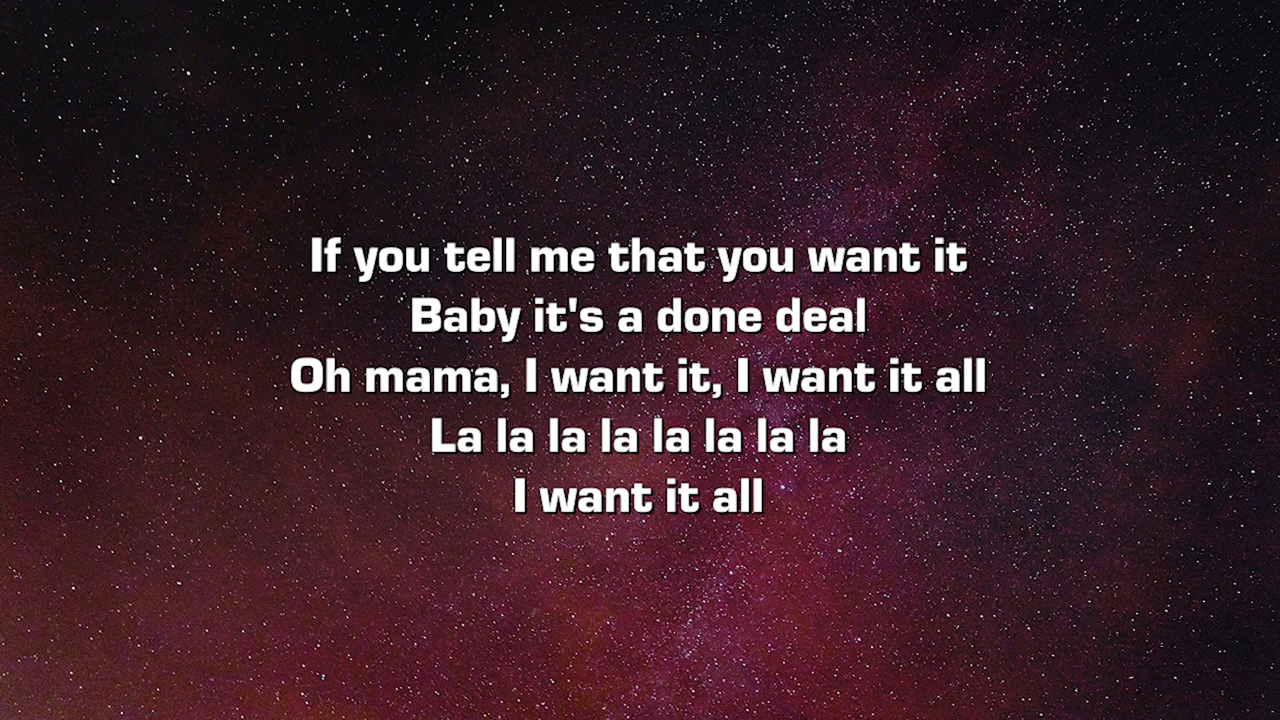 If you tell me that you want it
Baby it's a done deal
Oh mama, I want it, I want it all
La la la la la la la la
I want it all